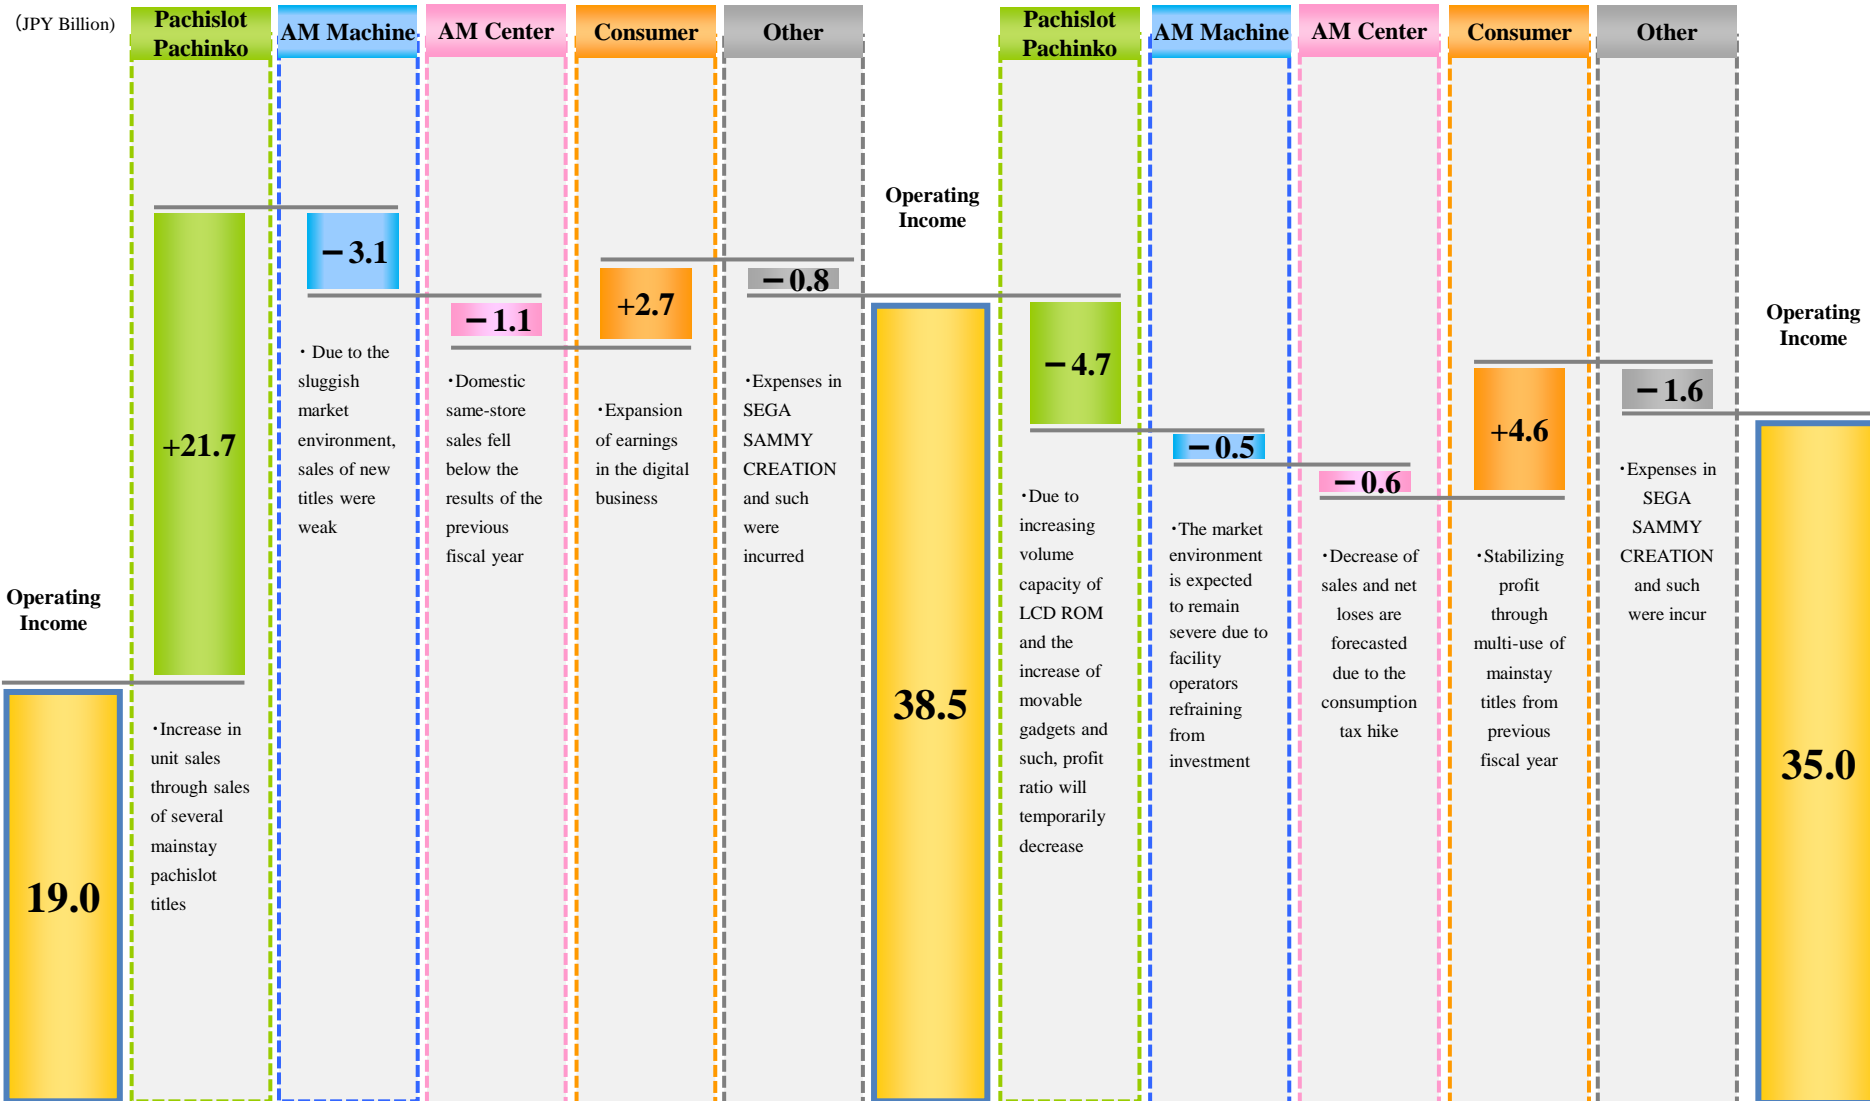 (JPY Billion)
Pachislot
Pachinko
AM Machine
AM Center
Consumer
Other
Pachislot
Pachinko
AM Machine
AM Center
Consumer
Other
Operating
Income
19.0
+21.7
・Increase in
unit sales
through sales
of several
mainstay
pachislot
titles
−3.1
・Due to the
sluggish
market
environment,
sales of new
titles were
weak
−1.1
・Domestic
same-store
sales fell
below the
results of the
previous
fiscal year
+2.7
・Expansion
of earnings
in the digital
business
−0.8
・Expenses in
SEGA
SAMMY
CREATION
and such
were
incurred
Operating
Income
38.5
−4.7
・Due to
increasing
volume
capacity of
LCD ROM
and the
increase of
movable
gadgets and
such, profit
ratio will
temporarily
decrease
−0.5
・The market
environment
is expected
to remain
severe due to
facility
operators
refraining
from
investment
−0.6
・Decrease of
sales and net
loses are
forecasted
due to the
consumption
tax hike
+4.6
・Stabilizing
profit
through
multi-use of
mainstay
titles from
previous
fiscal year
−1.6
・Expenses in
SEGA
SAMMY
CREATION
and such
were incur
Operating
Income
35.0